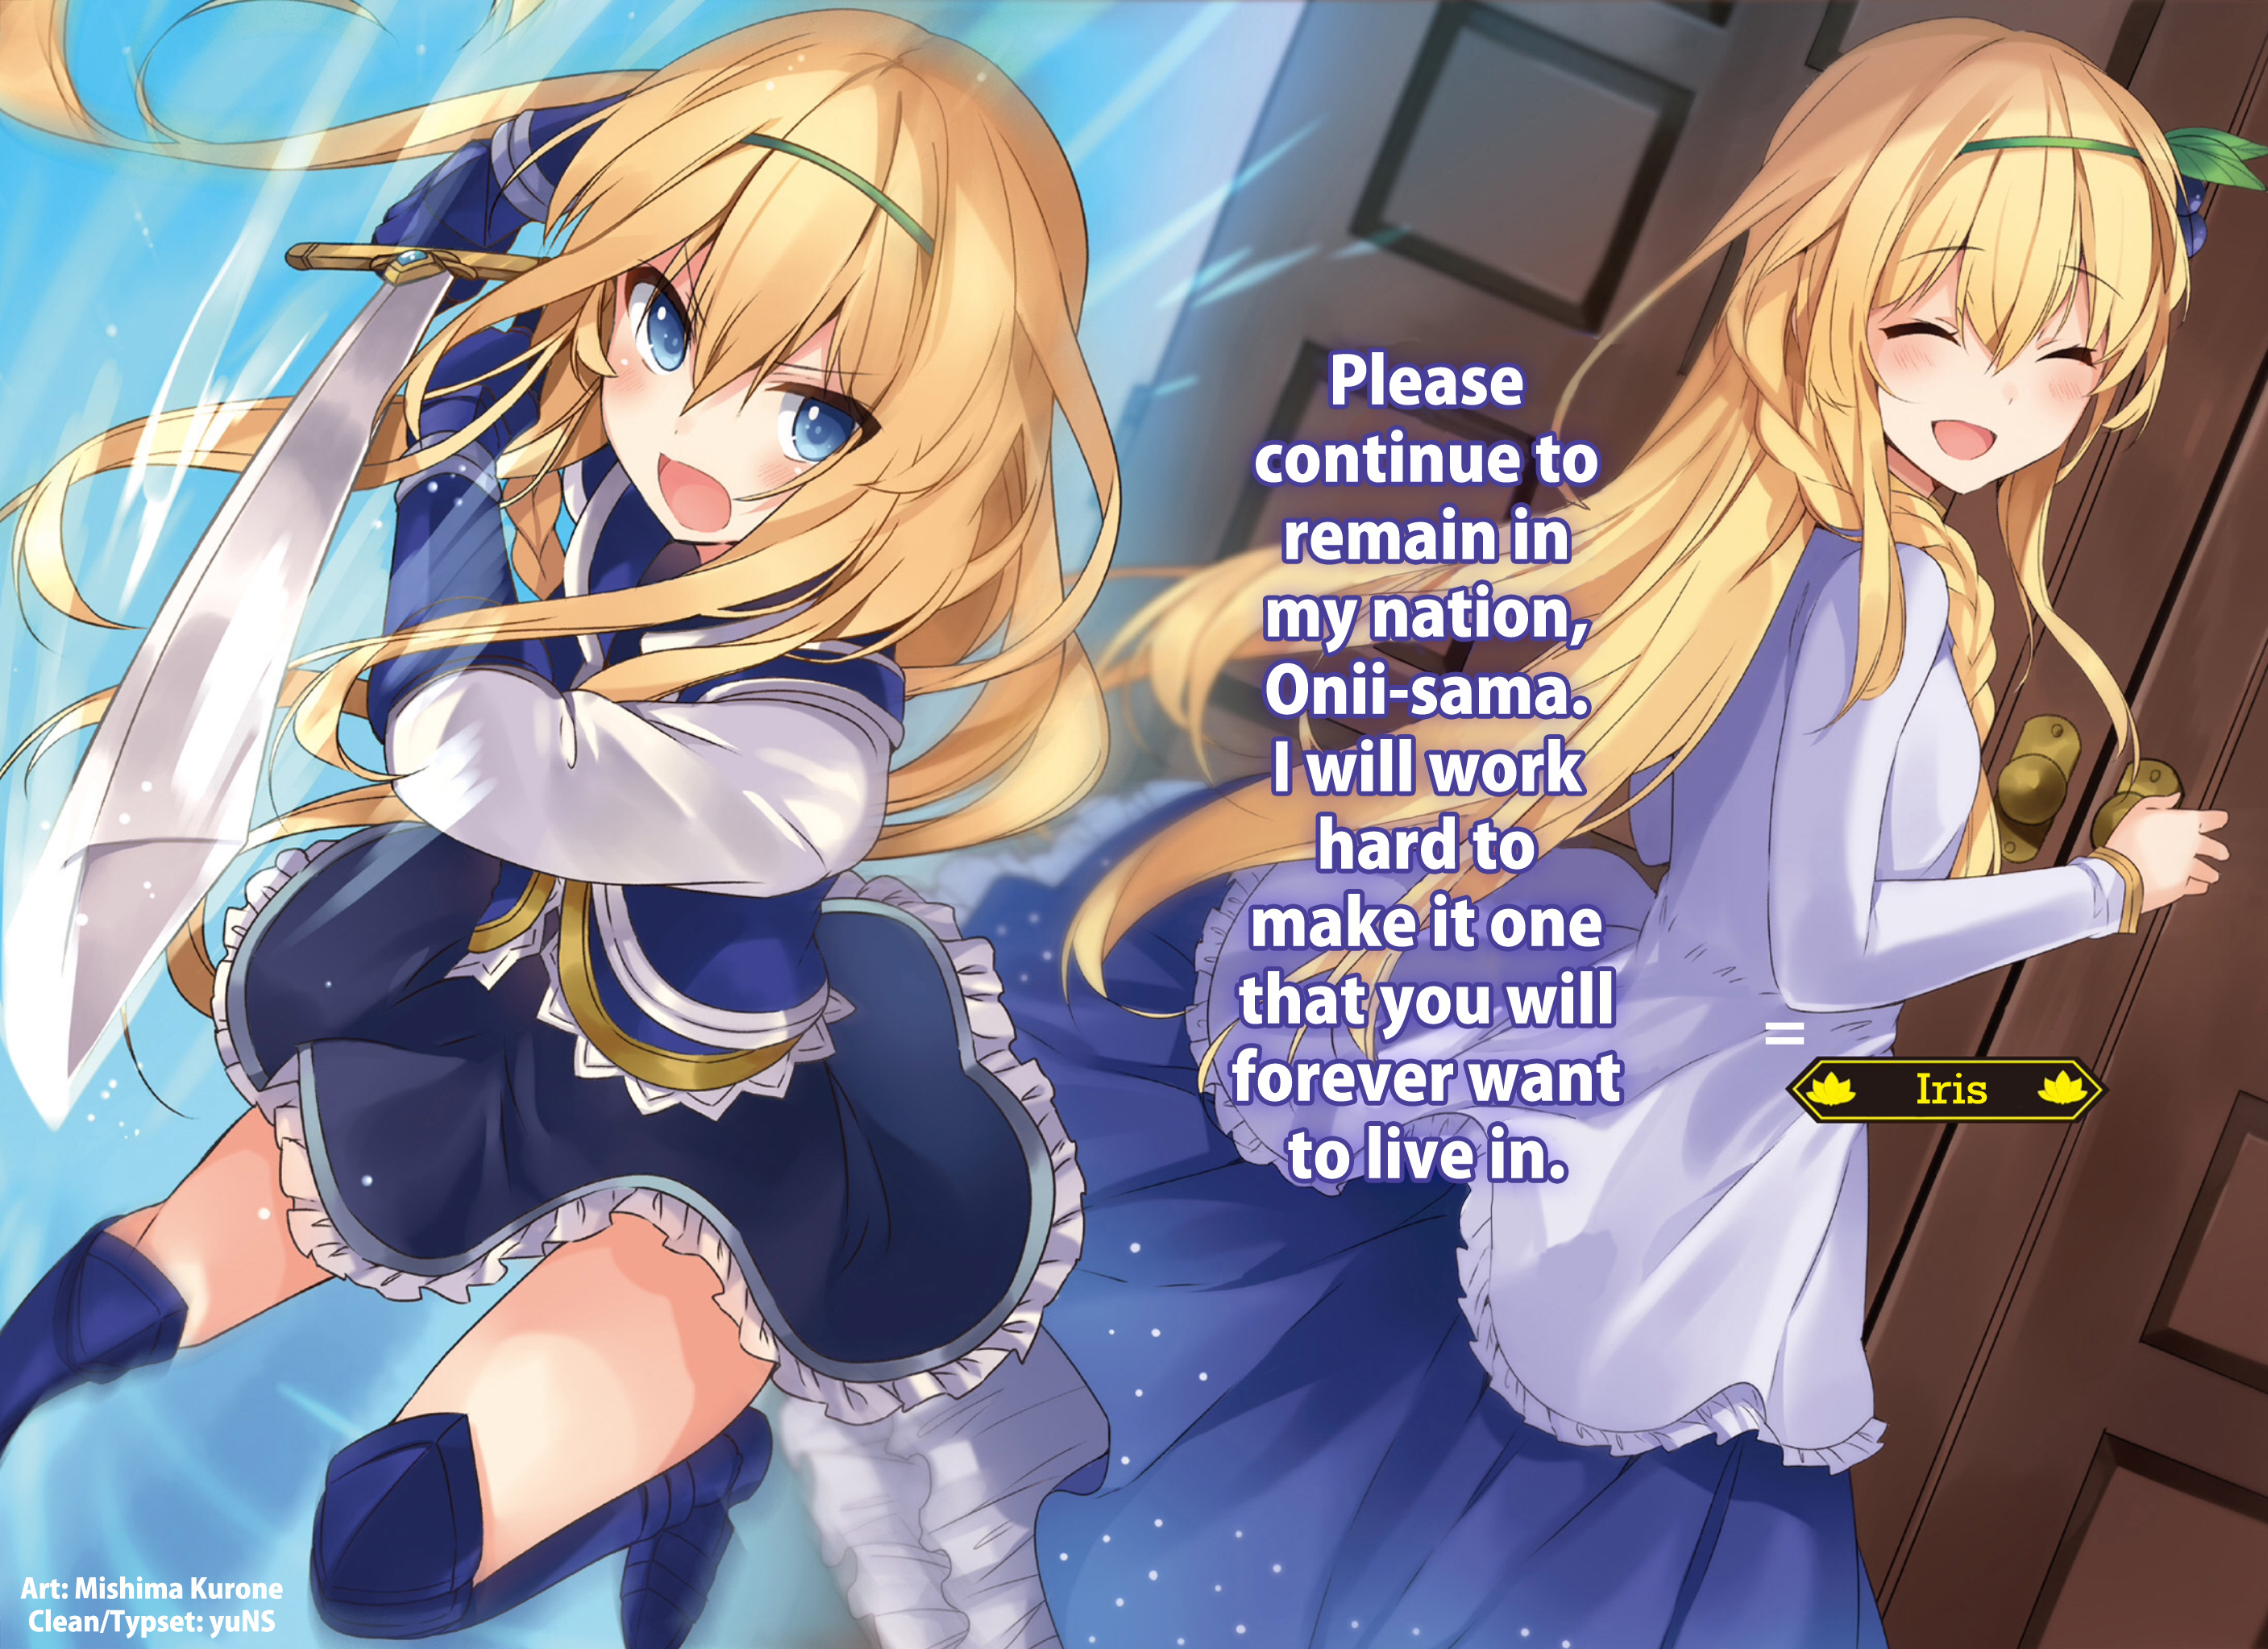 Please
continue to
remain in
my nation,
Onii-sama.
I will work
hard to
make it one
that you will
forever want
to live in.
=
Iris
Art: Mishima Kurone
Clean/Typset: yuNS